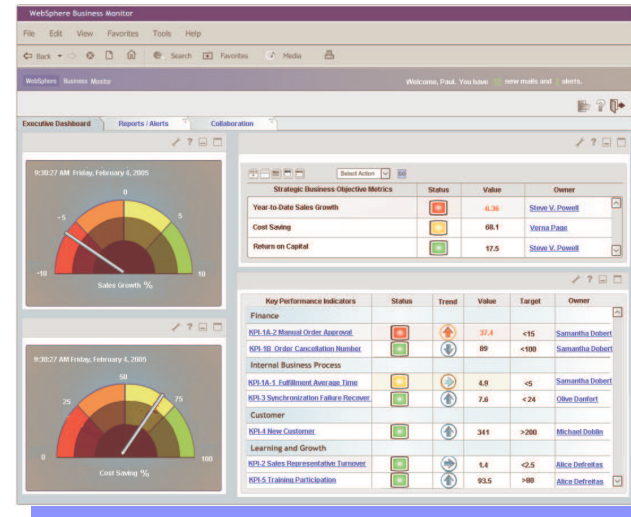 WebSphere Business Monitor
File Edit View Favorites Tools Help
Back Search Favorites Media
WebSphere Business Monitor Welcome, Paul. You have new mails and alerts.
Executive Dashboard Reports / Alerts Collaboration
9:30:27 AM Friday, February 4, 2005
0
-5 5
-10 10
Sales Growth %
9:30:27 AM Friday, February 4, 2005
50
25 75
0 100
Cost Saving %
Select Action
Strategic Business Objective Metrics Status Value Owner
Year-to-Date Sales Growth Steve V. Powell
Cost Saving 68.1 Verna Page
Return on Capital 17.5 Steve V. Powell
Key Performance Indicators Status Trend Value Target Owner
Finance
KPI-1A-2 Manual Order Approval 37.4 <15 Samantha Dobert
KPI-1B Order Cancellation Number 89 <100 Samantha Dobert
Internal Business Process
KPI-1A-1 Fulfillment Average Time 4.9 <5 Samantha Dobert
KPI-3 Synchronization Failure Recover 7.6 <24 Olive Danfort
Customer
KPI-4 New Customer 341 >200 Michael Doblin
Learning and Growth
KPI-2 Sales Representative Turnover 1.4 <2.5 Alice Defreitas
KPI-5 Training Participation 93.5 >80 Alice Defreitas